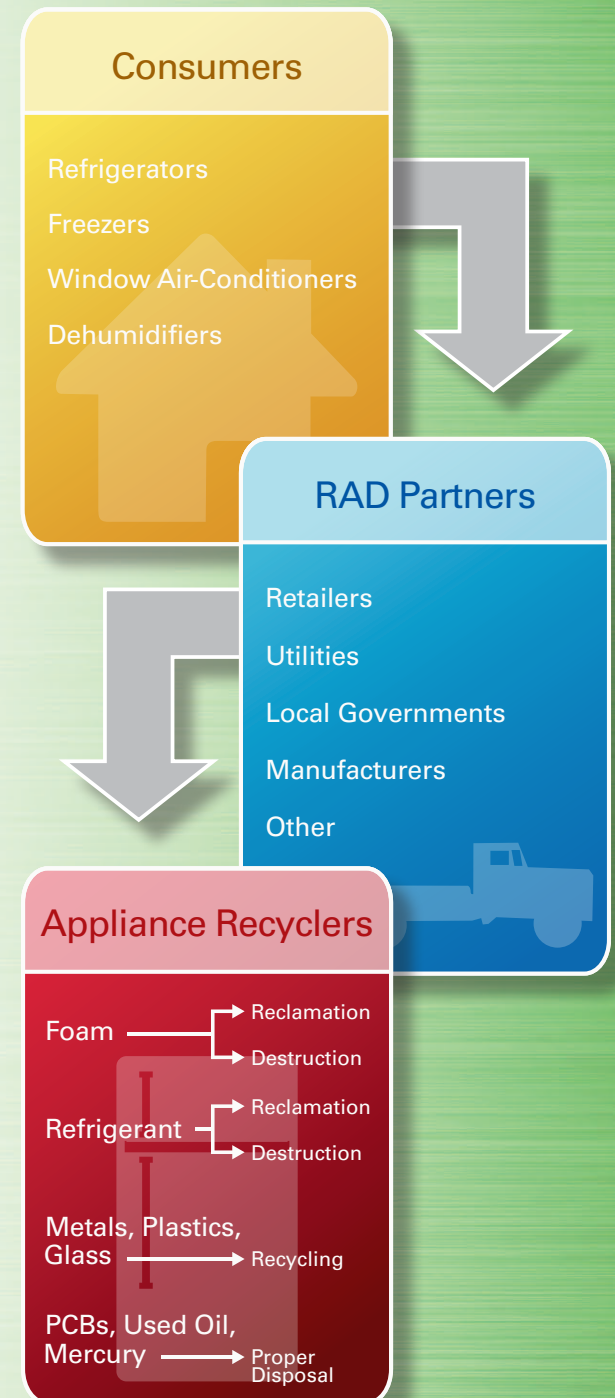 Consumers
Refrigerators
Freezers
Window Air-Conditioners
Dehumidifiers
RAD Partners
Retailers
Utilities
Local Governments
Manufacturers
Other
Appliance Recyclers
Foam
Reclamation
Destruction
Refrigerant
Reclamation
Destruction
Metals, Plastics,
Glass
Recycling
PCBs, Used Oil,
Mercury
Proper
Disposal